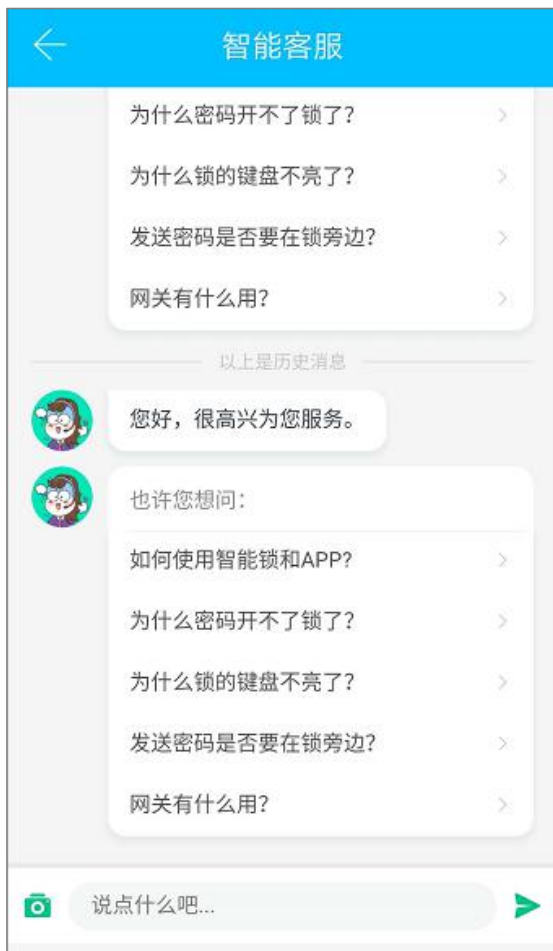 智能客服
为什么密码开不了锁了?
为什么锁的键盘不亮了?
发送密码是否要在锁旁边?
网关有什么用?
以上是历史消息
您好，很高兴为您服务。
也许您想问：
如何使用智能锁和APP?
为什么密码开不了锁了?
为什么锁的键盘不亮了?
发送密码是否要在锁旁边?
网关有什么用?
说点什么吧...